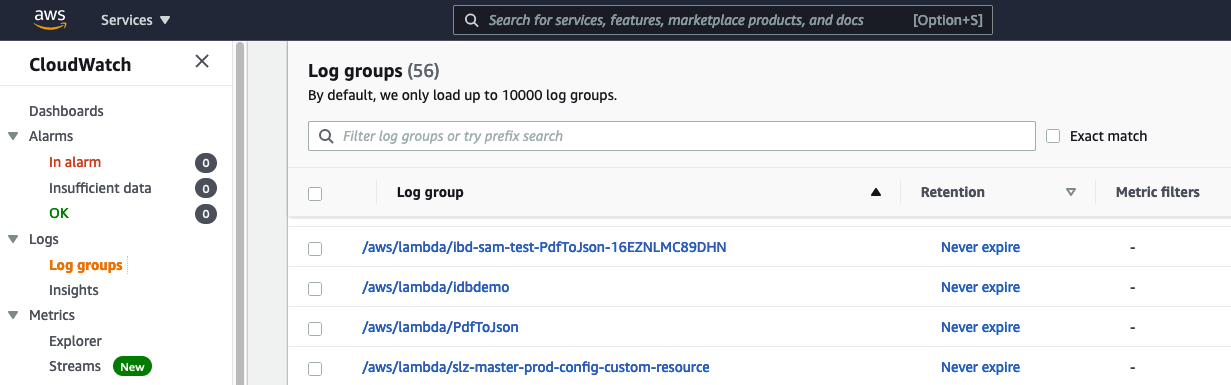 aws Services Search for services, features, marketplace products, and docs [Option+S]
CloudWatch
Dashboards
Alarms
In alarm 0
Insufficient data 0
OK 0
Logs
Log groups
Insights
Metrics
Explorer
Streams New
Log groups (56)
By default, we only load up to 10000 log groups.
Filter log groups or try prefix search Exact match
Log group Retention Metric filters
/aws/lambda/ibd-sam-test-PdfToJson-16EZNLMC89DHN Never expire -
/aws/lambda/idbdemo Never expire -
/aws/lambda/PdfToJson Never expire -
/aws/lambda/slz-master-prod-config-custom-resource Never expire -